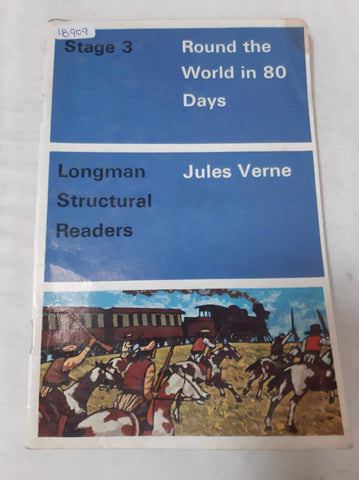 18909
Stage 3
Round the
World in 80
Days
Longman
Structural
Readers
Jules Verne